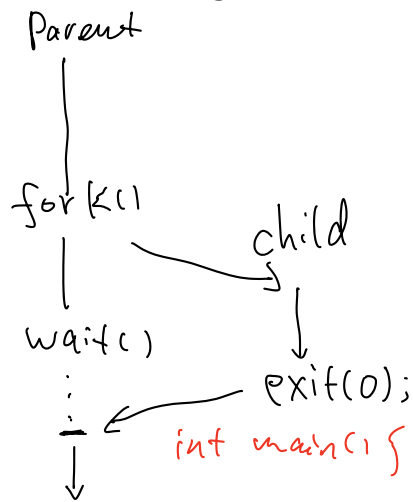 Parent
fork()
child
wait()
exit(0);
int main() {